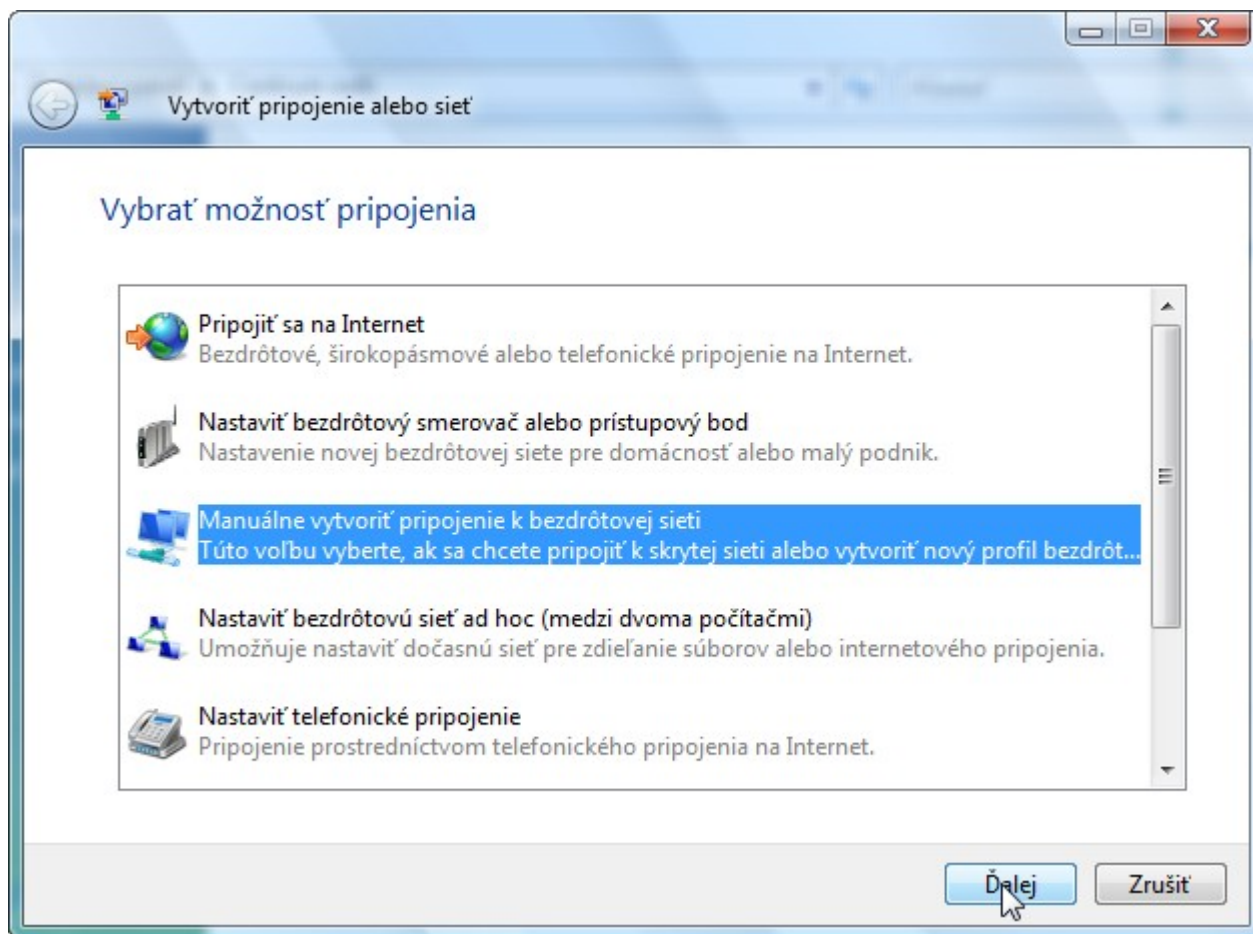 Vytvoriť pripojenie alebo sieť
Vybrať možnosť pripojenia
Pripojiť sa na Internet
Bezdrôtové, širokopásmové alebo telefonické pripojenie na Internet.
Nastaviť bezdrôtový smerovač alebo prístupový bod
Nastavenie novej bezdrôtovej siete pre domácnosť alebo malý podnik.
Manuálne vytvoriť pripojenie k bezdrôtovej sieti
Túto voľbu vyberte, ak sa chcete pripojiť k skrytej sieti alebo vytvoriť nový profil bezdrôt...
Nastaviť bezdrôtovú sieť ad hoc (medzi dvoma počítačmi)
Umožňuje nastaviť dočasnú sieť pre zdieľanie súborov alebo internetového pripojenia.
Nastaviť telefonické pripojenie
Pripojenie prostredníctvom telefonického pripojenia na Internet.
Ďalej Zrušiť